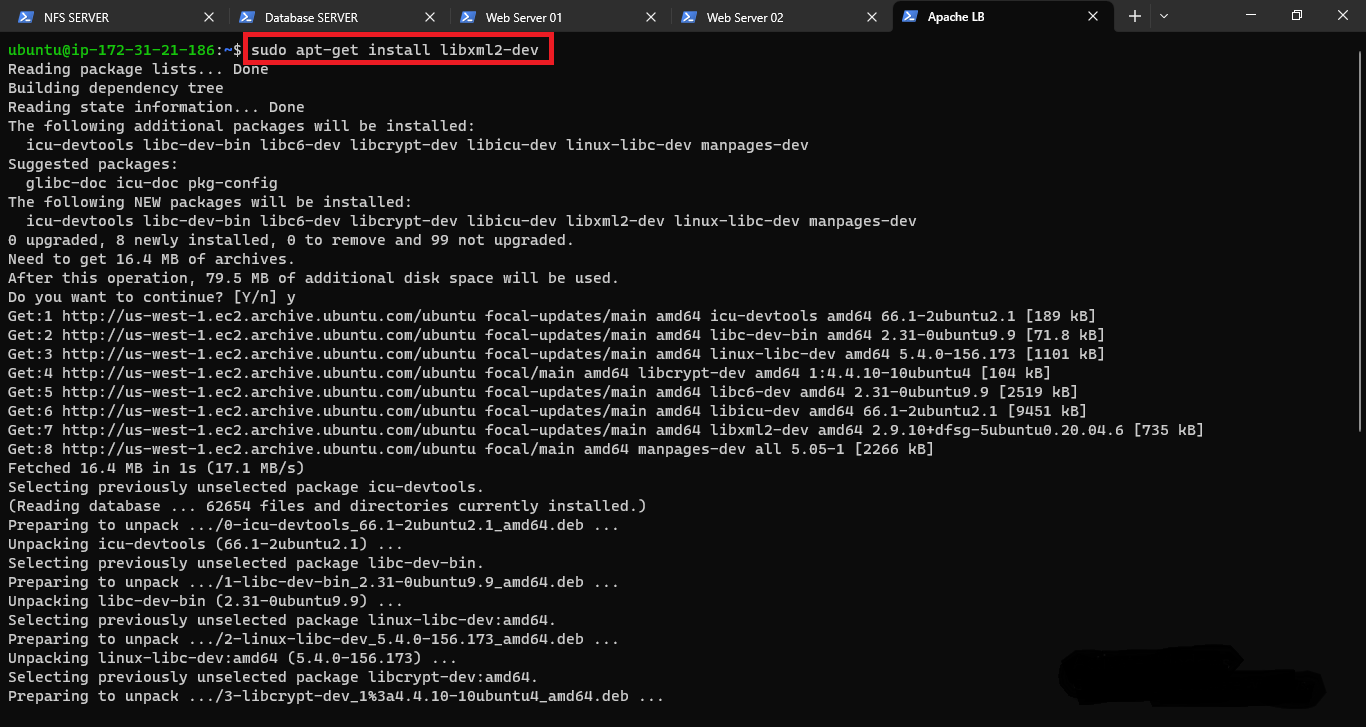 NFS SERVER
Database SERVER
Web Server 01
Web Server 02
Apache LB
ubuntu@ip-172-31-21-186:~$ sudo apt-get install libxml2-dev
Reading package lists... Done
Building dependency tree
Reading state information... Done
The following additional packages will be installed:
  icu-devtools libc-dev-bin libc6-dev libcrypt-dev libicu-dev linux-libc-dev manpages-dev
Suggested packages:
  glibc-doc icu-doc pkg-config
The following NEW packages will be installed:
  icu-devtools libc-dev-bin libc6-dev libcrypt-dev libicu-dev libxml2-dev linux-libc-dev manpages-dev
0 upgraded, 8 newly installed, 0 to remove and 99 not upgraded.
Need to get 16.4 MB of archives.
After this operation, 79.5 MB of additional disk space will be used.
Do you want to continue? [Y/n] y
Get:1 http://us-west-1.ec2.archive.ubuntu.com/ubuntu focal-updates/main amd64 icu-devtools amd64 66.1-2ubuntu2.1 [189 kB]
Get:2 http://us-west-1.ec2.archive.ubuntu.com/ubuntu focal-updates/main amd64 libc-dev-bin amd64 2.31-0ubuntu9.9 [71.8 kB]
Get:3 http://us-west-1.ec2.archive.ubuntu.com/ubuntu focal-updates/main amd64 linux-libc-dev amd64 5.4.0-156.173 [1101 kB]
Get:4 http://us-west-1.ec2.archive.ubuntu.com/ubuntu focal/main amd64 libcrypt-dev amd64 1:4.4.10-10ubuntu4 [104 kB]
Get:5 http://us-west-1.ec2.archive.ubuntu.com/ubuntu focal-updates/main amd64 libc6-dev amd64 2.31-0ubuntu9.9 [2519 kB]
Get:6 http://us-west-1.ec2.archive.ubuntu.com/ubuntu focal-updates/main amd64 libicu-dev amd64 66.1-2ubuntu2.1 [9451 kB]
Get:7 http://us-west-1.ec2.archive.ubuntu.com/ubuntu focal-updates/main amd64 libxml2-dev amd64 2.9.10+dfsg-5ubuntu0.20.04.6 [735 kB]
Get:8 http://us-west-1.ec2.archive.ubuntu.com/ubuntu focal/main amd64 manpages-dev all 5.05-1 [2266 kB]
Fetched 16.4 MB in 1s (17.1 MB/s)
Selecting previously unselected package icu-devtools.
(Reading database ... 62654 files and directories currently installed.)
Preparing to unpack .../0-icu-devtools_66.1-2ubuntu2.1_amd64.deb ...
Unpacking icu-devtools (66.1-2ubuntu2.1) ...
Selecting previously unselected package libc-dev-bin.
Preparing to unpack .../1-libc-dev-bin_2.31-0ubuntu9.9_amd64.deb ...
Unpacking libc-dev-bin (2.31-0ubuntu9.9) ...
Selecting previously unselected package linux-libc-dev:amd64.
Preparing to unpack .../2-linux-libc-dev_5.4.0-156.173_amd64.deb ...
Unpacking linux-libc-dev:amd64 (5.4.0-156.173) ...
Selecting previously unselected package libcrypt-dev:amd64.
Preparing to unpack .../3-libcrypt-dev_1%3a4.4.10-10ubuntu4_amd64.deb ...